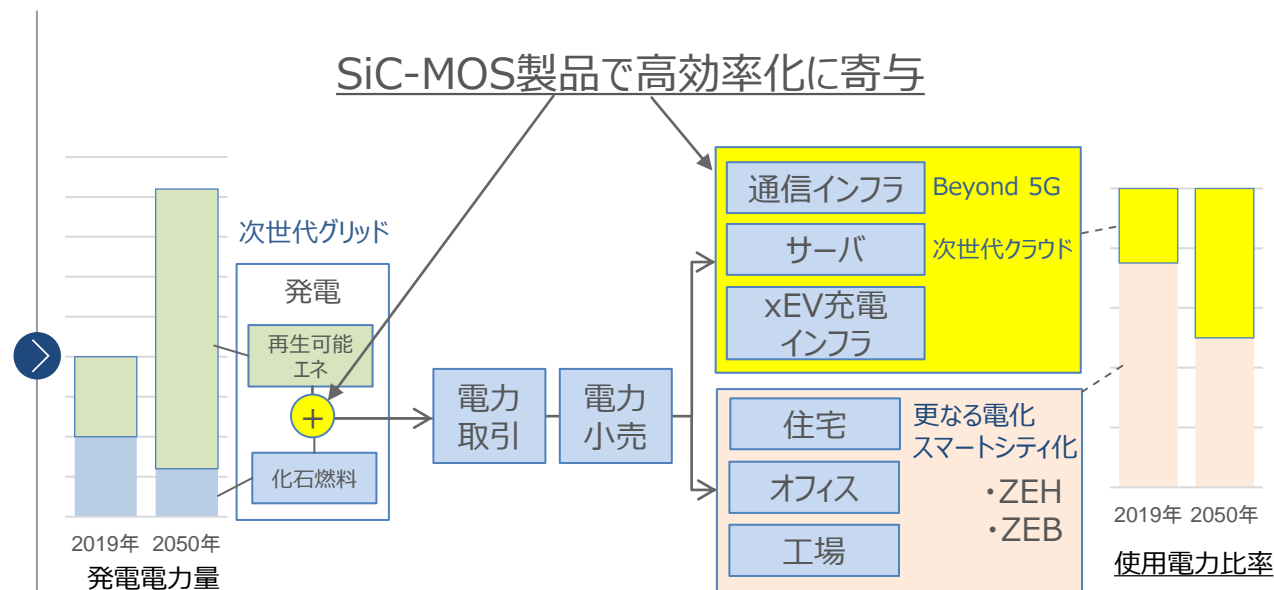 SiC-MOS製品で高効率化に寄与
次世代グリッド
発電
再生可能
エネ
+
化石燃料
2019年 2050年
発電電力量
電力
取引
電力
小売
通信インフラ
Beyond 5G
サーバ
次世代クラウド
xEV充電
インフラ
住宅
更なる電化
スマートシティ化
オフィス
・ZEH
・ZEB
工場
2019年 2050年
使用電力比率